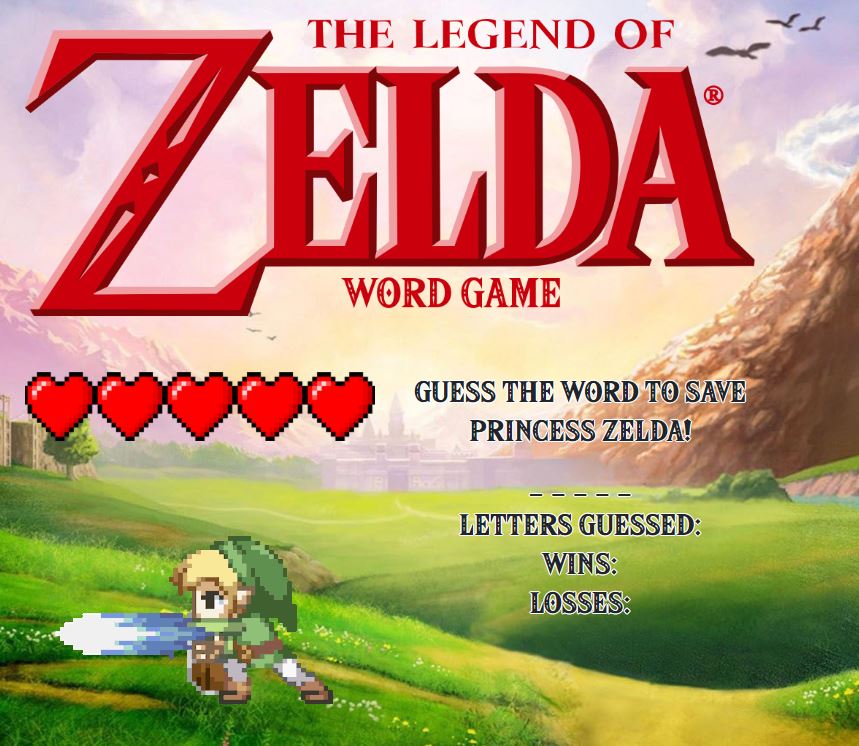 THE LEGEND OF
ZELDA®
WORD GAME
GUESS THE WORD TO SAVE
PRINCESS ZELDA!
_ _ _ _ _
LETTERS GUESSED:
WINS:
LOSSES: